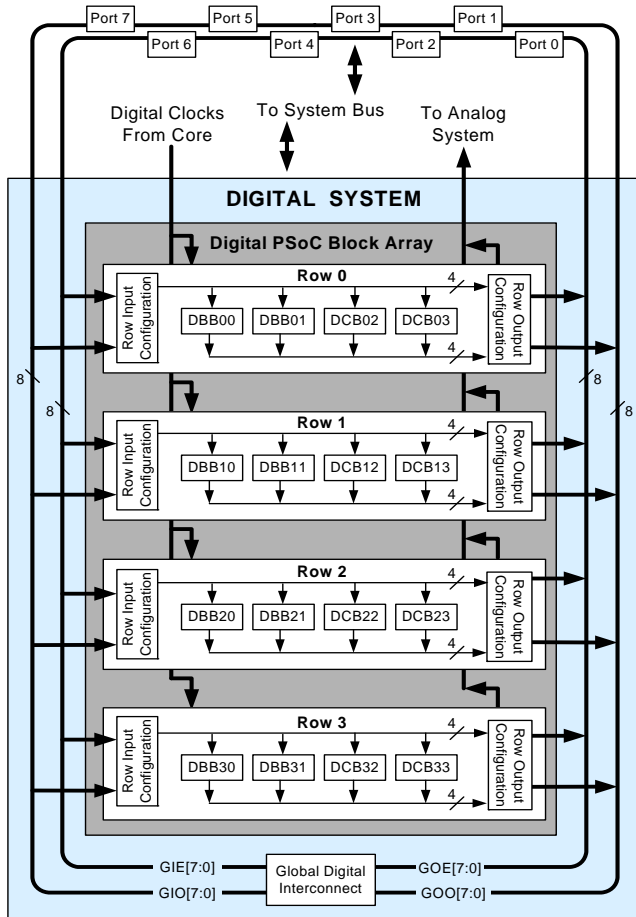 Port 7
Port 5
Port 3
Port 1
Port 6
Port 4
Port 2
Port 0
Digital Clocks
From Core
To System Bus
To Analog
System
DIGITAL SYSTEM
Digital PSoC Block Array
Row 0
Row Input
Configuration
4
DBB00
DBB01
DCB02
DCB03
4
Row Output
Configuration
8
8
8
8
Row 1
Row Input
Configuration
4
DBB10
DBB11
DCB12
DCB13
4
Row Output
Configuration
Row 2
Row Input
Configuration
4
DBB20
DBB21
DCB22
DCB23
4
Row Output
Configuration
Row 3
Row Input
Configuration
4
DBB30
DBB31
DCB32
DCB33
4
Row Output
Configuration
GIE[7:0]
GIO[7:0]
Global Digital
Interconnect
GOE[7:0]
GOO[7:0]